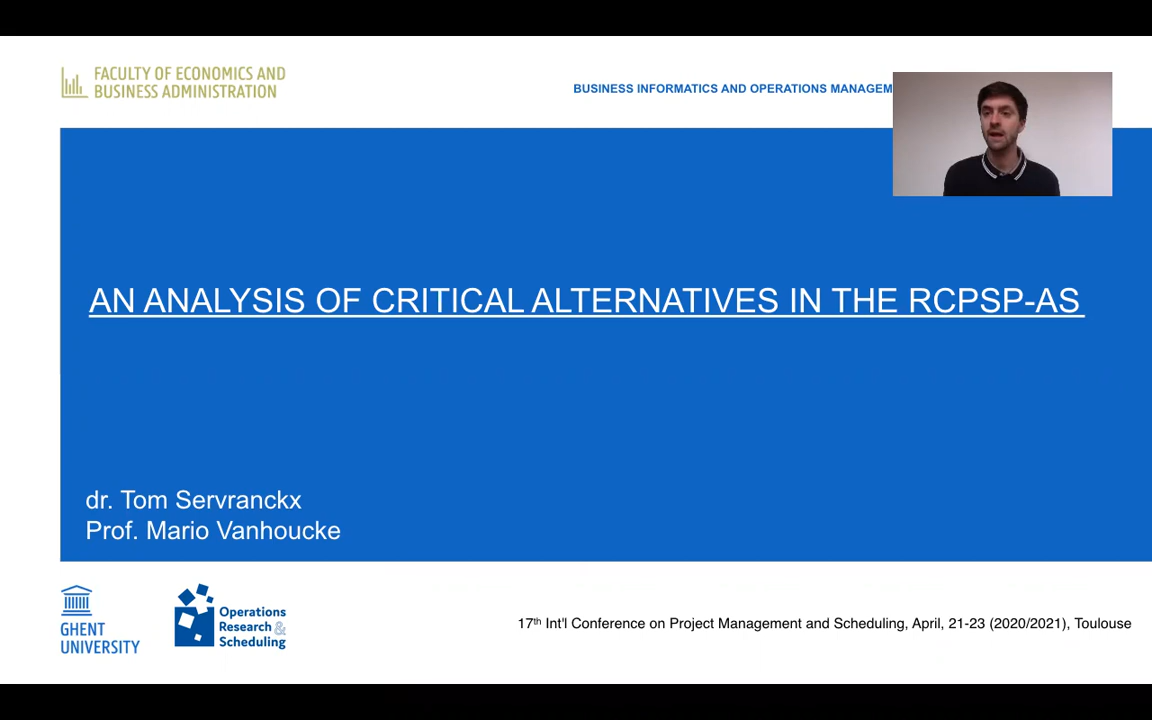 FACULTY OF ECONOMICS AND
BUSINESS ADMINISTRATION
BUSINESS INFORMATICS AND OPERATIONS
AN ANALYSIS OF CRITICAL ALTERNATIVES IN THE RCPSP-AS
dr. Tom Servranckx
Prof. Mario Vanhoucke
GHENT
UNIVERSITY
Operations
Research &
Scheduling
17th Int'l Conference on Project Management and Scheduling, April, 21-23 (2020/2021), Toulouse